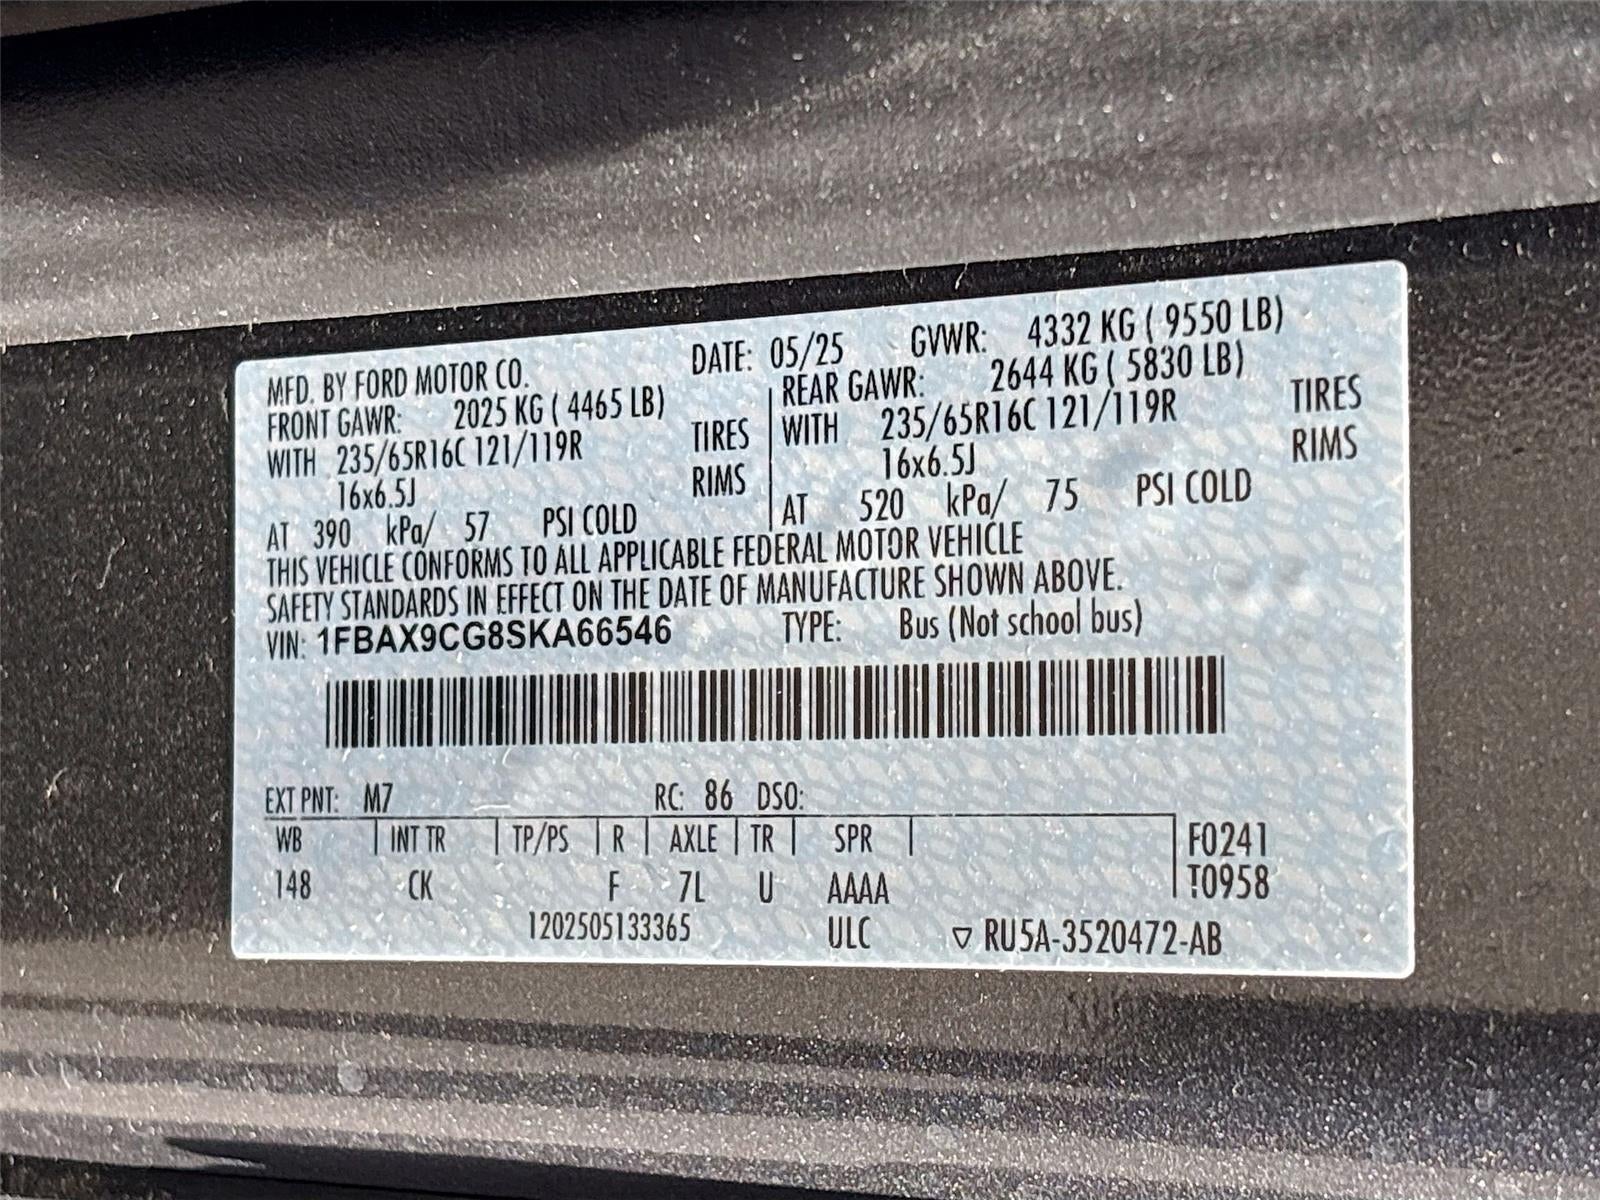 MFD. BY FORD MOTOR CO. DATE: 05/25 GVWR: 4332 KG ( 9550 LB)
FRONT GAWR: 2025 KG ( 4465 LB) REAR GAWR: 2644 KG ( 5830 LB)
WITH 235/65R16C 121/119R TIRES WITH 235/65R16C 121/119R TIRES
16x6.5J RIMS 16x6.5J RIMS
AT 390 kPa/ 57 PSI COLD AT 520 kPa/ 75 PSI COLD
THIS VEHICLE CONFORMS TO ALL APPLICABLE FEDERAL MOTOR VEHICLE
SAFETY STANDARDS IN EFFECT ON THE DATE OF MANUFACTURE SHOWN ABOVE.
VIN: 1FBAX9CG8SKA66546 TYPE: Bus (Not school bus)
EXT PNT: M7 RC: 86 DSO:
WB INT TR TP/PS R AXLE TR SPR F0241
148 CK F 7L U AAAA T0958
1202505133365 ULC ▽ RU5A-3520472-AB